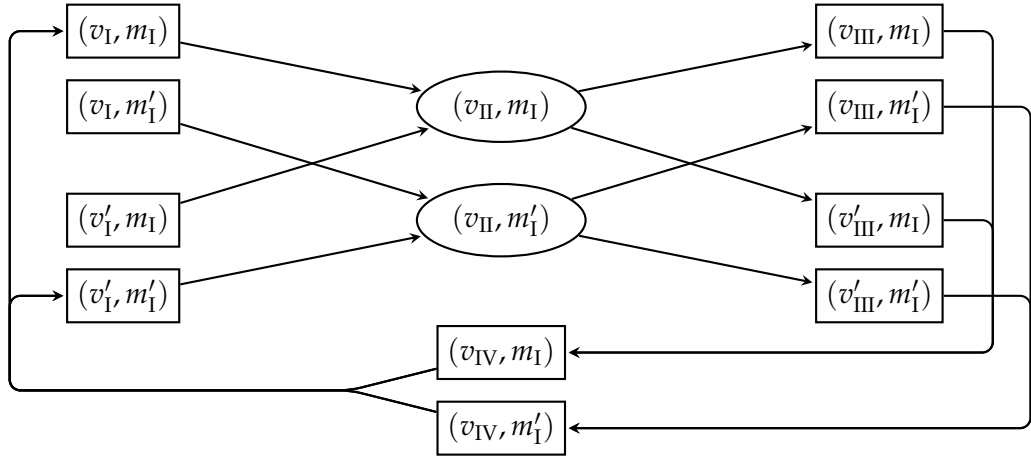 (v_I, m_I)
(v_III, m_I)
(v_II, m_I)
(v_I, m'_I)
(v_III, m'_I)
(v'_I, m_I)
(v_II, m'_I)
(v'_III, m_I)
(v'_I, m'_I)
(v'_III, m'_I)
(v_IV, m_I)
(v_IV, m'_I)